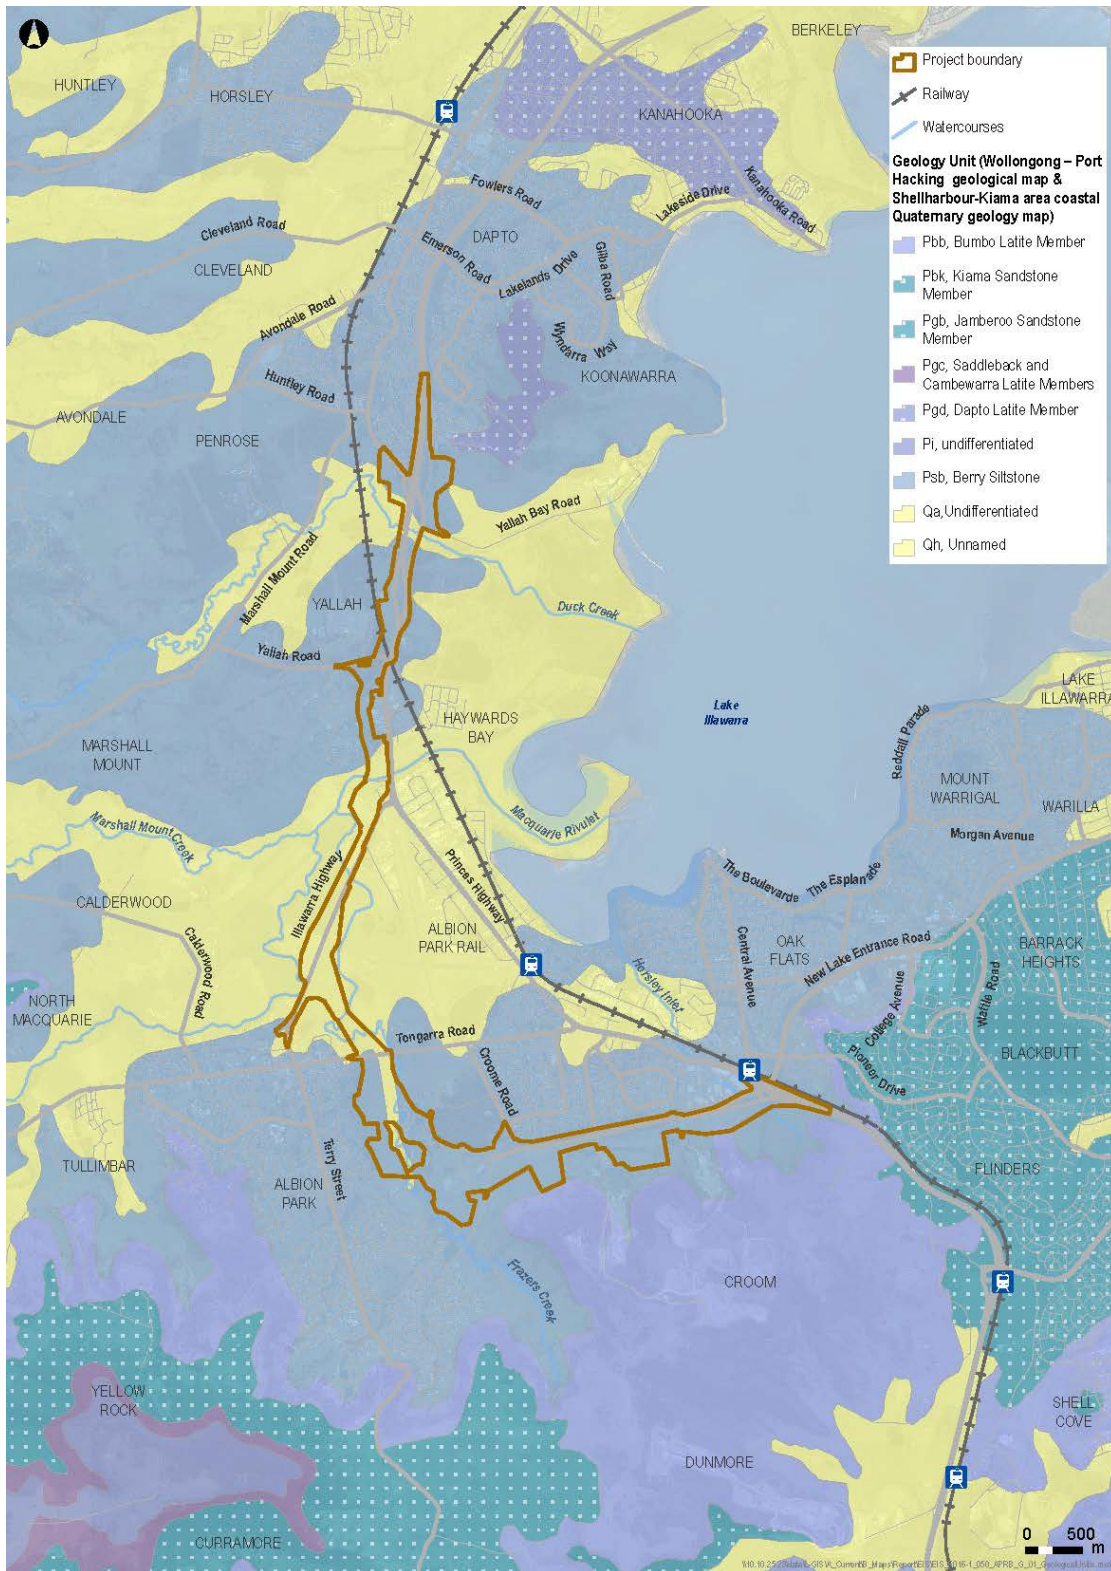 BERKELEY
HUNTLEY
HORSLEY
KANAHOOKA
Kanahooka Road
Fowlers Road
Lakeside Drive
Cleveland Road
DAPTO
Emerson Road
Gilba Road
CLEVELAND
Lakelands Drive
Avondale Road
Wyndarra Way
Huntley Road
KOONAWARRA
AVONDALE
PENROSE
Yallah Bay Road
Marshall Mount Road
YALLAH
Duck Creek
Yallah Road
HAYWARDS
BAY
Lake
Illawarra
LAKE
ILLAWARRA
MARSHALL
MOUNT
Reddall Parade
MOUNT
WARRIGAL
WARILLA
Marshall Mount Creek
Macquarie Rivulet
Morgan Avenue
Illawarra Highway
Princes Highway
The Boulevarde
The Esplanade
CALDERWOOD
Calderwood Road
ALBION
PARK RAIL
Central Avenue
OAK
FLATS
New Lake Entrance Road
BARRACK
HEIGHTS
Wattle Road
Horsley Inlet
College Avenue
NORTH
MACQUARIE
Tongarra Road
Croome Road
Pioneer Drive
BLACKBUTT
TULLIMBAR
Terry Street
ALBION
PARK
FLINDERS
Frazers Creek
CROOM
YELLOW
ROCK
SHELL
COVE
DUNMORE
CURRAMORE
Project boundary
Railway
Watercourses
Geology Unit (Wollongong – Port
Hacking geological map &
Shellharbour-Kiama area coastal
Quaternary geology map)
Pbb, Bumbo Latite Member
Pbk, Kiama Sandstone
Member
Pgb, Jamberoo Sandstone
Member
Pgc, Saddleback and
Cambewarra Latite Members
Pgd, Dapto Latite Member
Pi, undifferentiated
Psb, Berry Siltstone
Qa,Undifferentiated
Qh, Unnamed
0 500
m